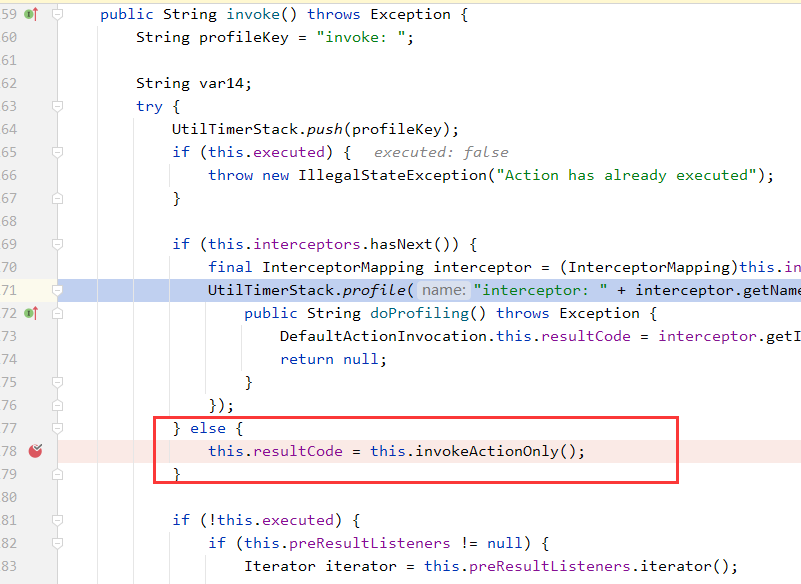 59 public String invoke() throws Exception {
60 String profileKey = "invoke: ";
61
62 String var14;
63 try {
64 UtilTimerStack.push(profileKey);
65 if (this.executed) { executed: false
66 throw new IllegalStateException("Action has already executed");
67 }
68
69 if (this.interceptors.hasNext()) {
70 final InterceptorMapping interceptor = (InterceptorMapping)this.in
71 UtilTimerStack.profile( name: "interceptor: " + interceptor.getName
72 public String doProfiling() throws Exception {
73 DefaultActionInvocation.this.resultCode = interceptor.getI
74 return null;
75 }
76 });
77 } else {
78 this.resultCode = this.invokeActionOnly();
79 }
80
81 if (!this.executed) {
82 if (this.preResultListeners != null) {
83 Iterator iterator = this.preResultListeners.iterator();